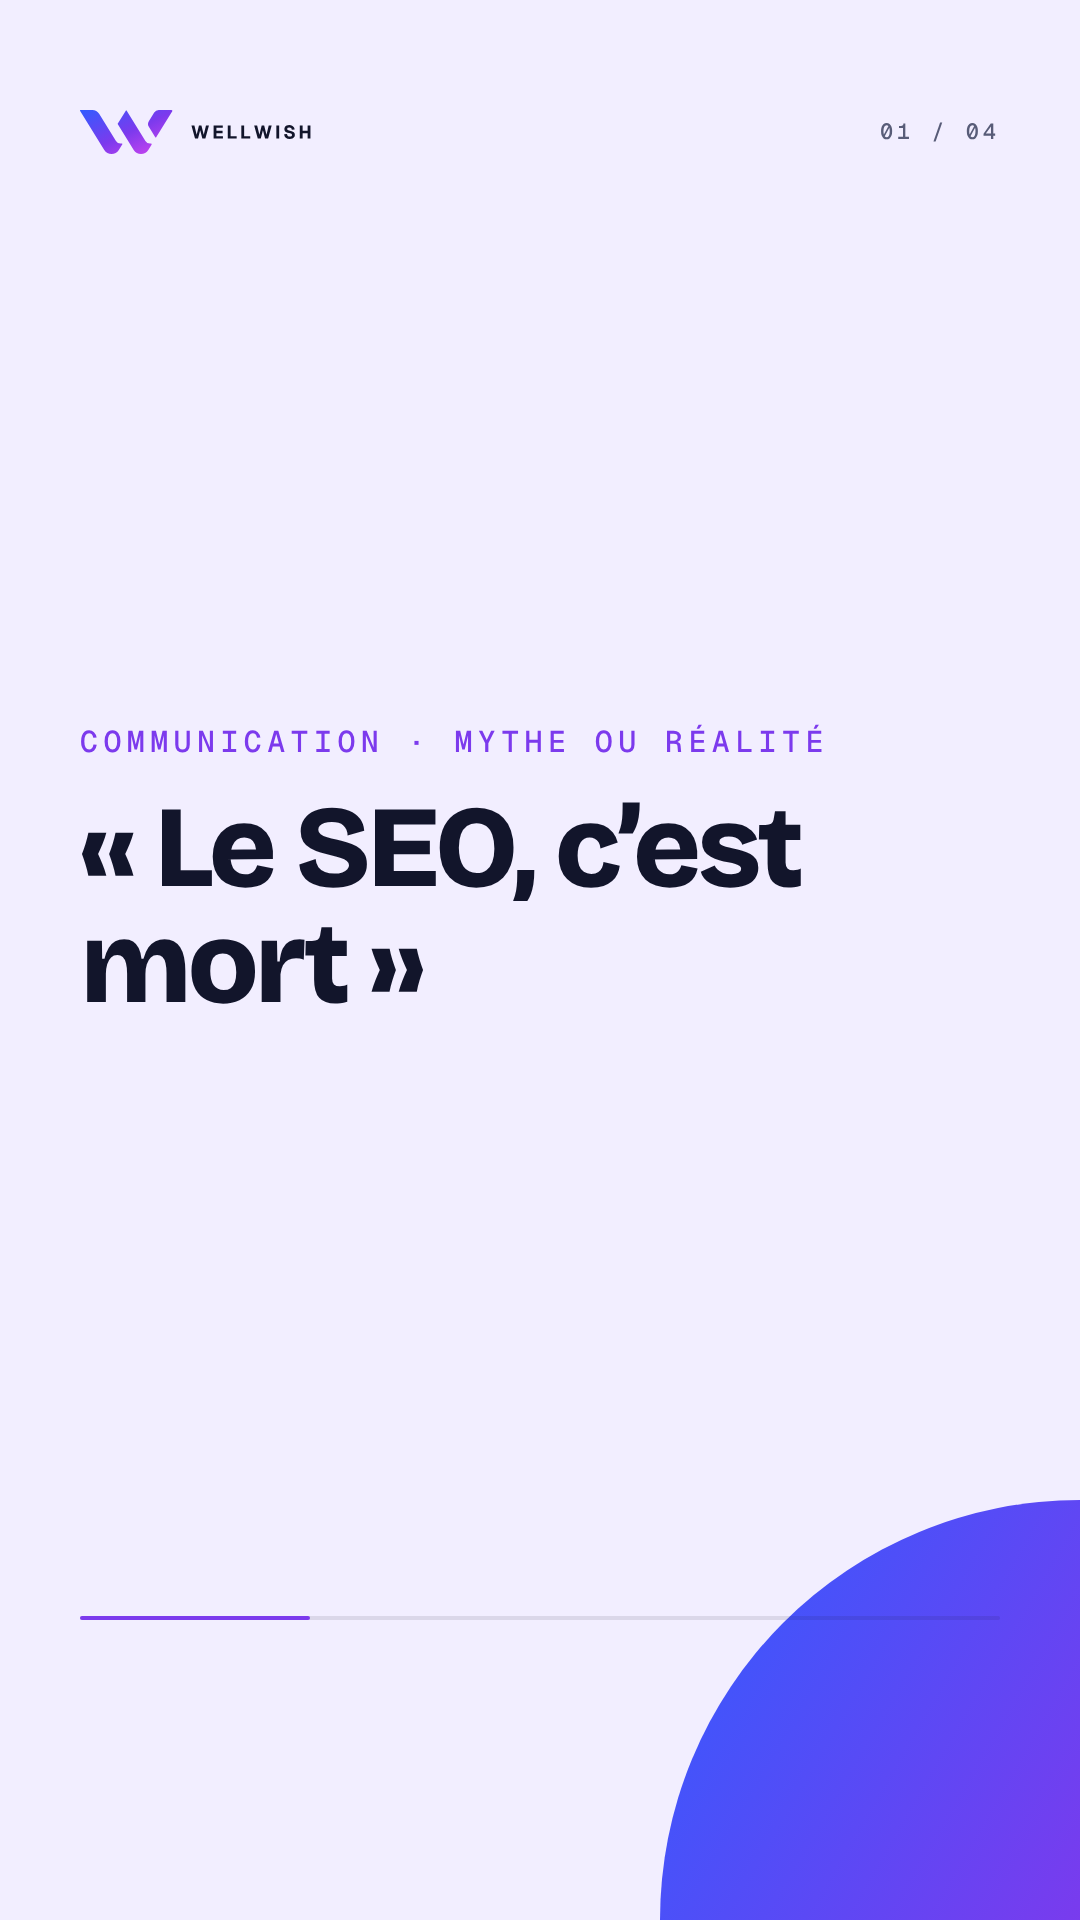 WELLWISH
01 / 04
COMMUNICATION · MYTHE OU RÉALITÉ
« Le SEO, c’est
mort »